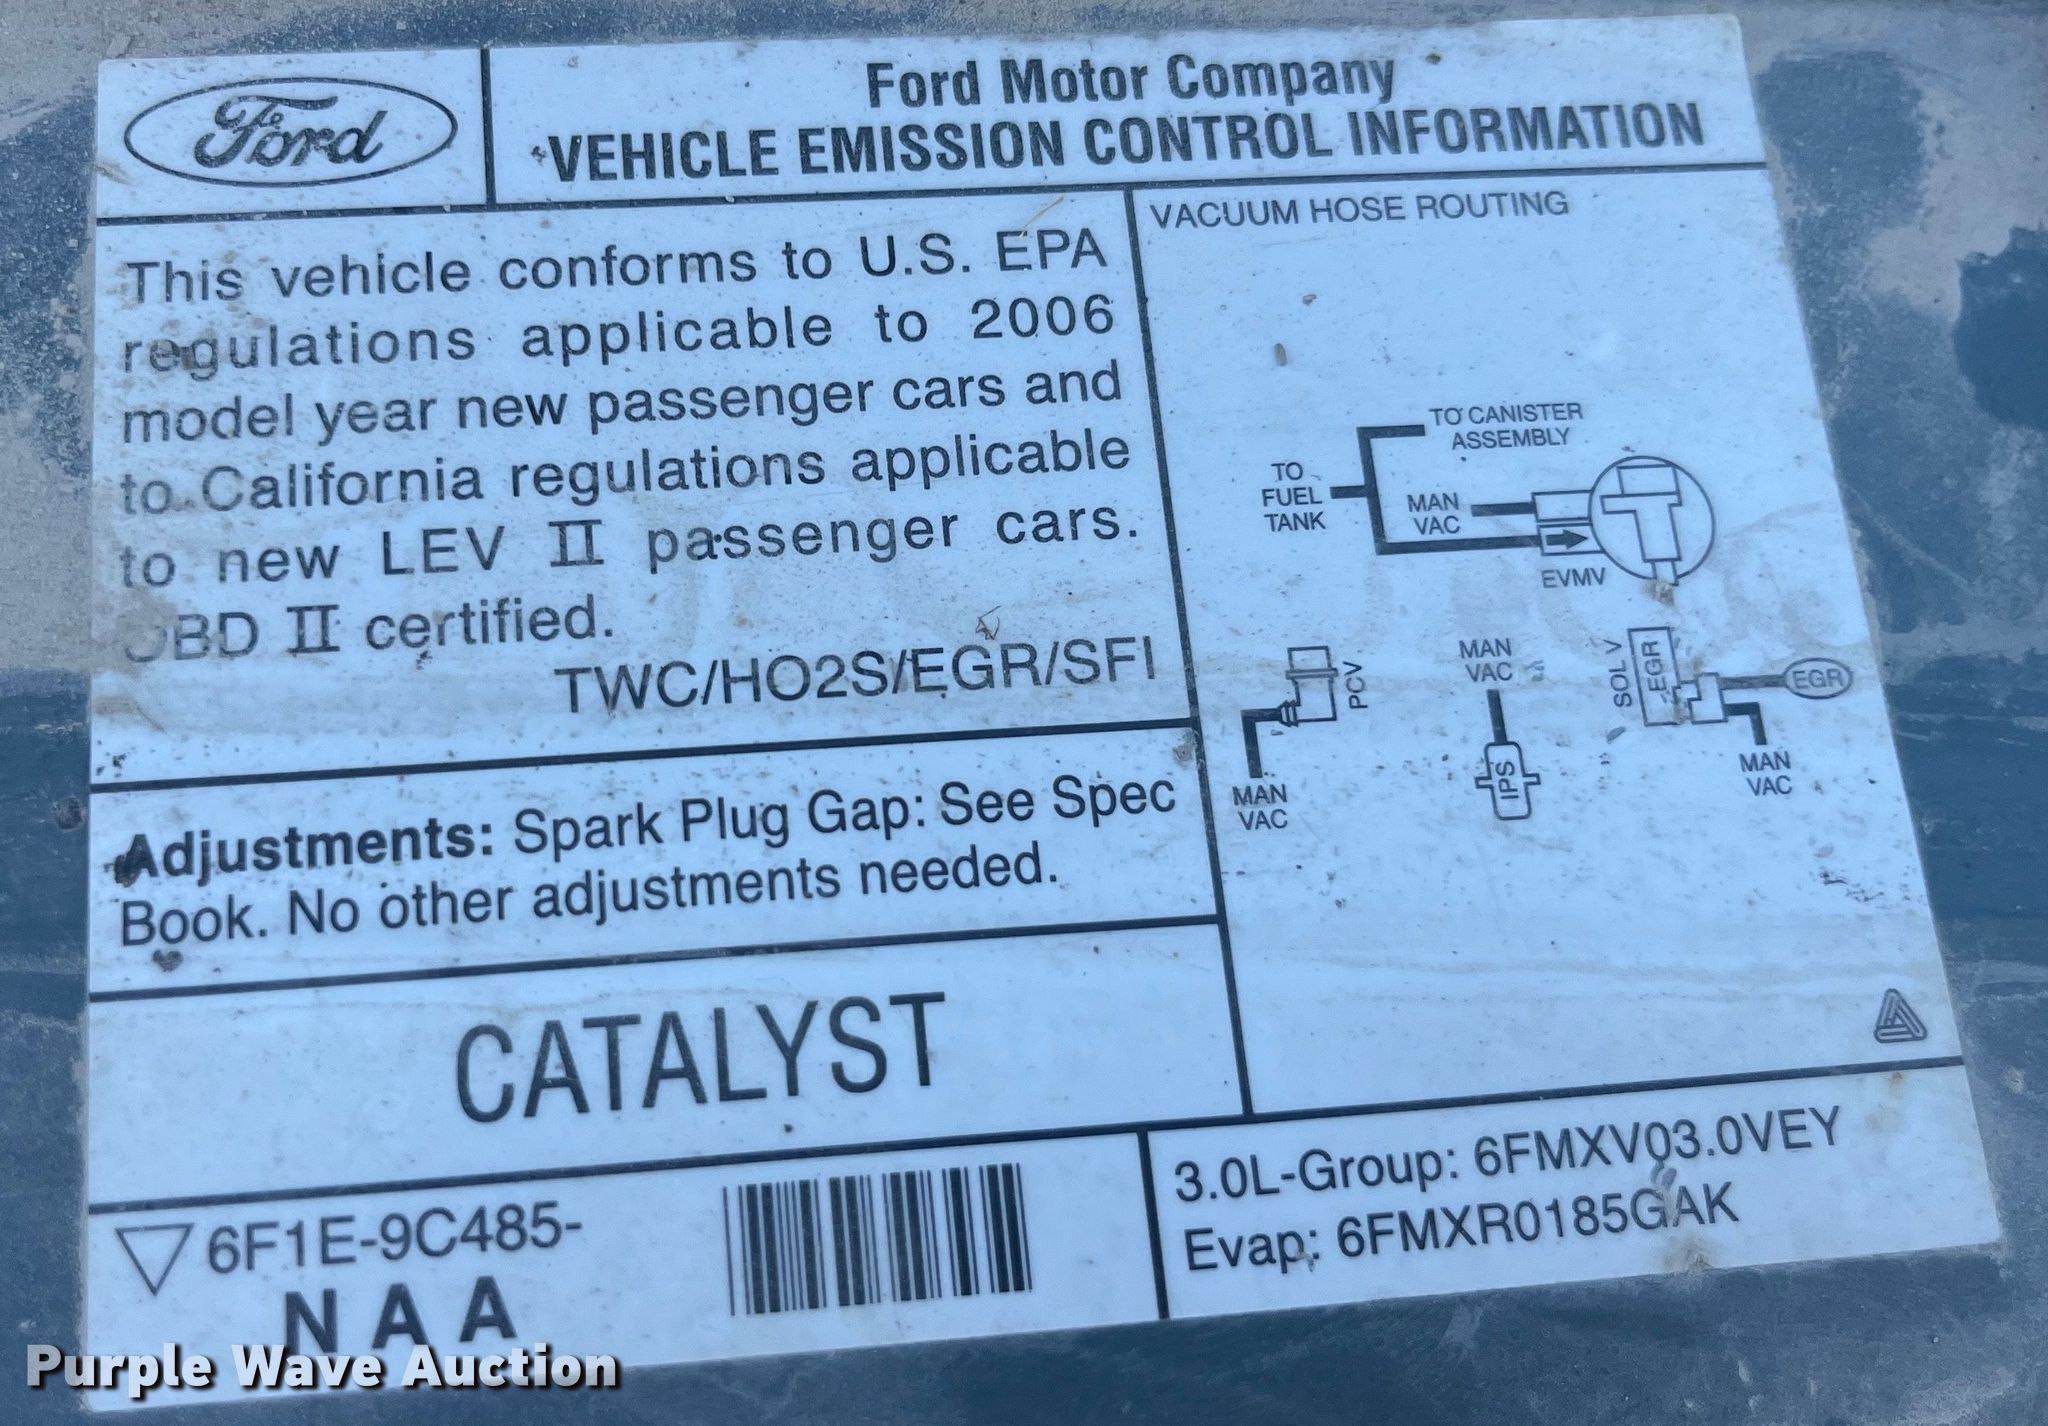 Ford
Ford Motor Company
VEHICLE EMISSION CONTROL INFORMATION
This vehicle conforms to U.S. EPA
regulations applicable to 2006
model year new passenger cars and
to California regulations applicable
to new LEV II passenger cars.
OBD II certified.
TWC/HO2S/EGR/SFI
Adjustments: Spark Plug Gap: See Spec
Book. No other adjustments needed.
CATALYST
6F1E-9C485-
NAA
VACUUM HOSE ROUTING
TO CANISTER
ASSEMBLY
TO
FUEL
TANK
MAN
VAC
EVMV
PCV
MAN
VAC
MAN
VAC
IPS
SOL V
EGR
EGR
MAN
VAC
3.0L-Group: 6FMXV03.0VEY
Evap: 6FMXR0185GAK
Purple Wave Auction